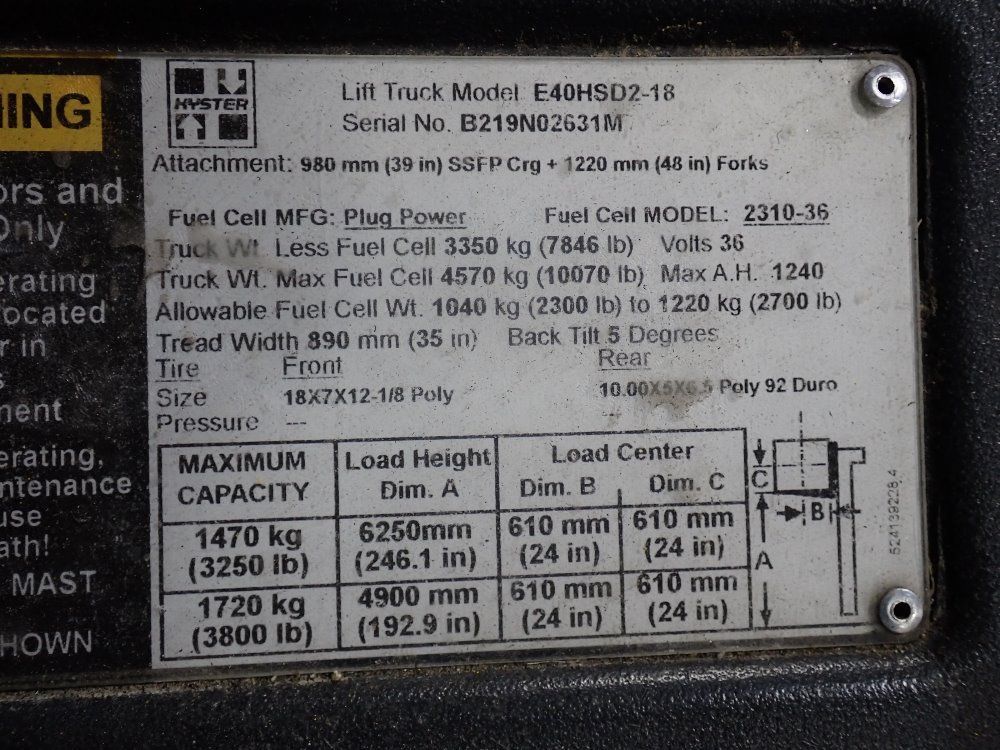 NING
ors and
Only
erating
located
r in
s
ment
erating,
intenance
use
ath!
MAST
HOWN
HYSTER
Lift Truck Model E40HSD2-18
Serial No. B219N02631M
Attachment: 980 mm (39 in) SSFP Crg + 1220 mm (48 in) Forks
Fuel Cell MFG: Plug Power Fuel Cell MODEL: 2310-36
Truck Wt. Less Fuel Cell 3350 kg (7846 lb) Volts 36
Truck Wt. Max Fuel Cell 4570 kg (10070 lb) Max A.H. 1240
Allowable Fuel Cell Wt. 1040 kg (2300 lb) to 1220 kg (2700 lb)
Tread Width 890 mm (35 in) Back Tilt 5 Degrees
Tire Front Rear
Size 18X7X12-1/8 Poly 10.00X5X6.5 Poly 92 Duro
Pressure ---
MAXIMUM CAPACITY Load Height Dim. A Load Center Dim. B Dim. C
1470 kg 6250mm 610 mm 610 mm
(3250 lb) (246.1 in) (24 in) (24 in)
1720 kg 4900 mm 610 mm 610 mm
(3800 lb) (192.9 in) (24 in) (24 in)
C
B
A
524139228 4